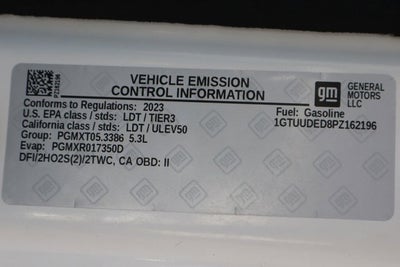 PZ162196
VEHICLE EMISSION
CONTROL INFORMATION
gm
GENERAL
MOTORS
LLC
Conforms to Regulations: 2023
Fuel: Gasoline
U.S. EPA class / stds: LDT / TIER3
1GTUUDED8PZ162196
California class / stds: LDT / ULEV50
Group: PGMXT05.3386 5.3L
Evap: PGMXR017350D
DFI/2HO2S(2)/2TWC, CA OBD: II